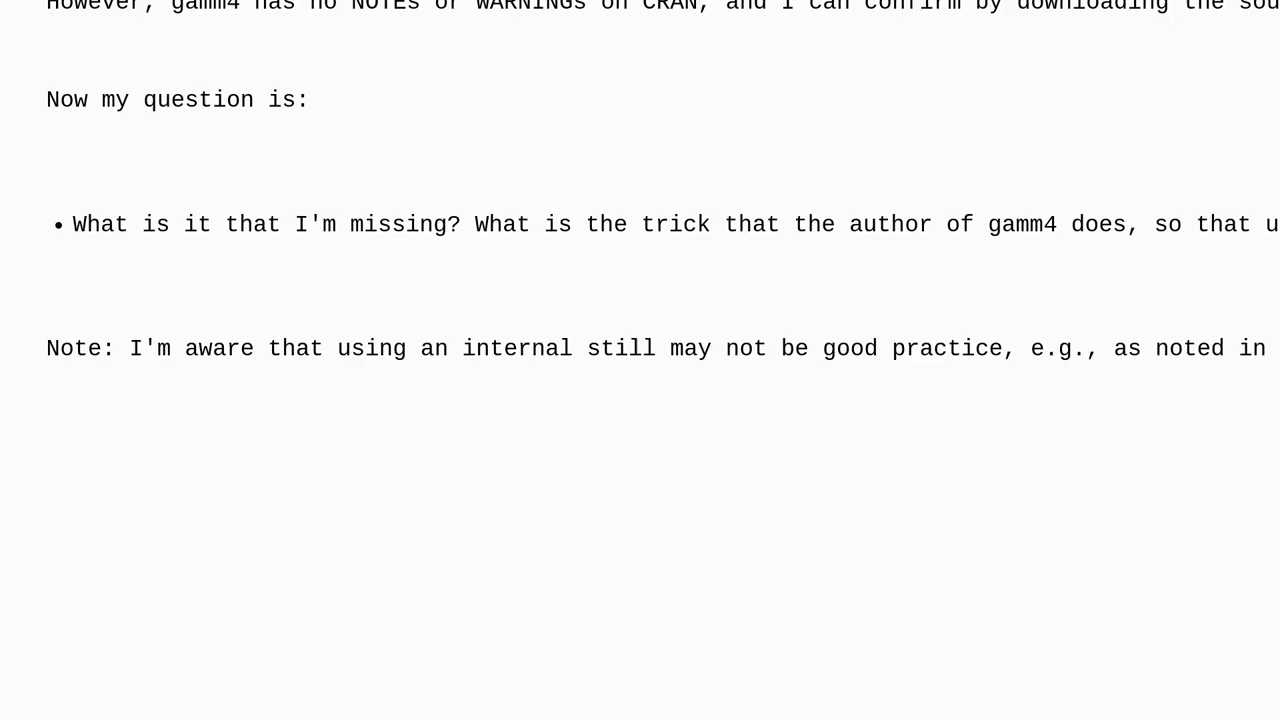 However, gamm4 has no NOTEs or WARNINGs on CRAN, and I can confirm by downloading the sou
Now my question is:
• What is it that I'm missing? What is the trick that the author of gamm4 does, so that u
Note: I'm aware that using an internal still may not be good practice, e.g., as noted in